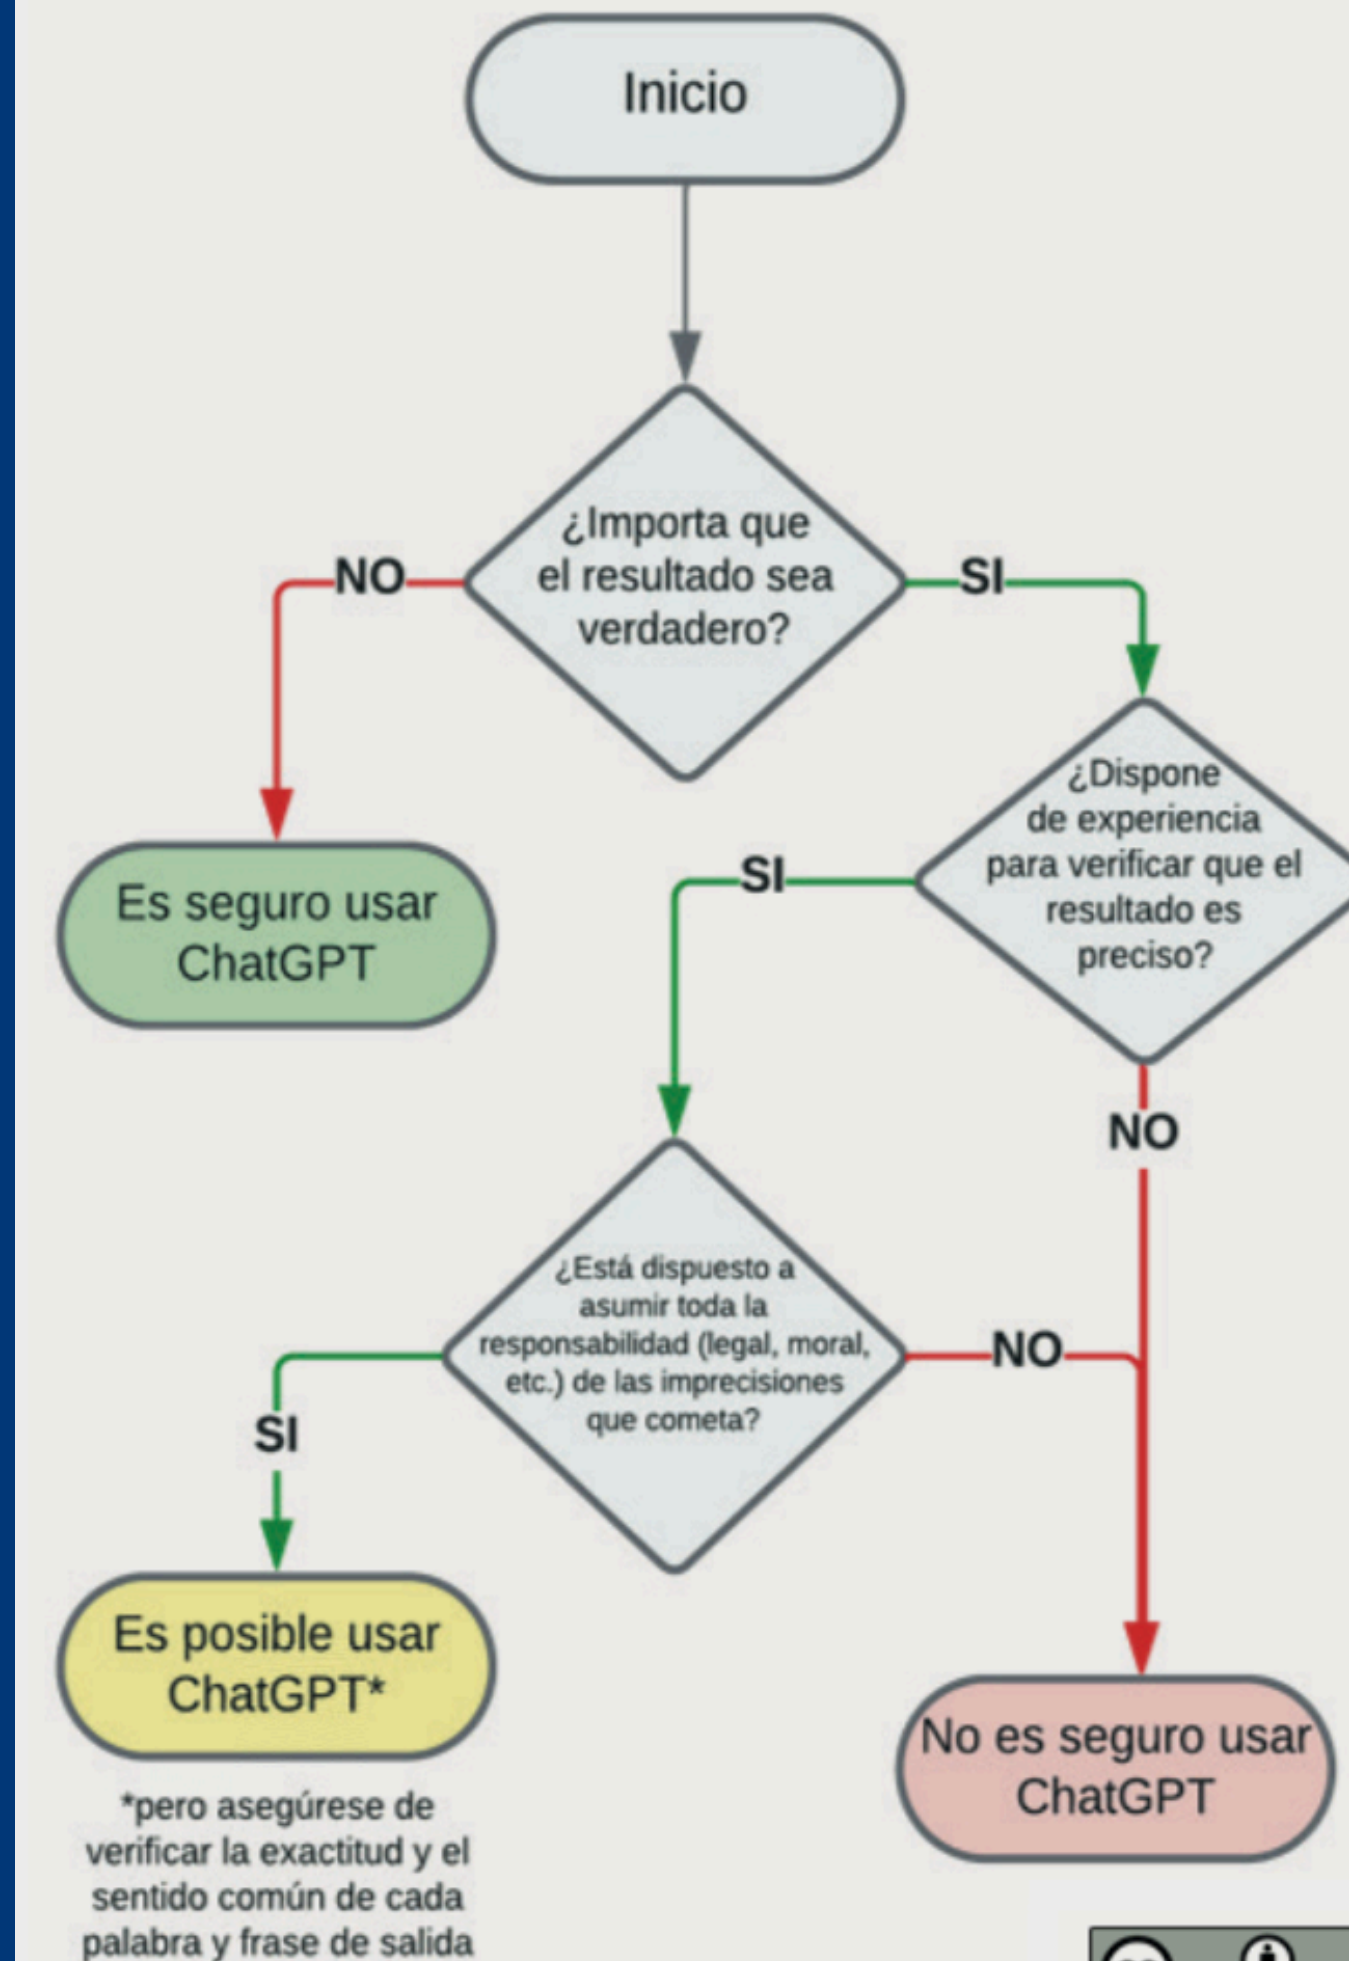 Inicio
¿Importa que
el resultado sea
verdadero?
NO
SI
¿Dispone
de experiencia
para verificar que el
resultado es
preciso?
Es seguro usar
ChatGPT
SI
NO
¿Está dispuesto a
asumir toda la
responsabilidad (legal, moral,
etc.) de las imprecisiones
que cometa?
NO
SI
Es posible usar
ChatGPT*
No es seguro usar
ChatGPT
*pero asegúrese de
verificar la exactitud y el
sentido común de cada
palabra y frase de salida